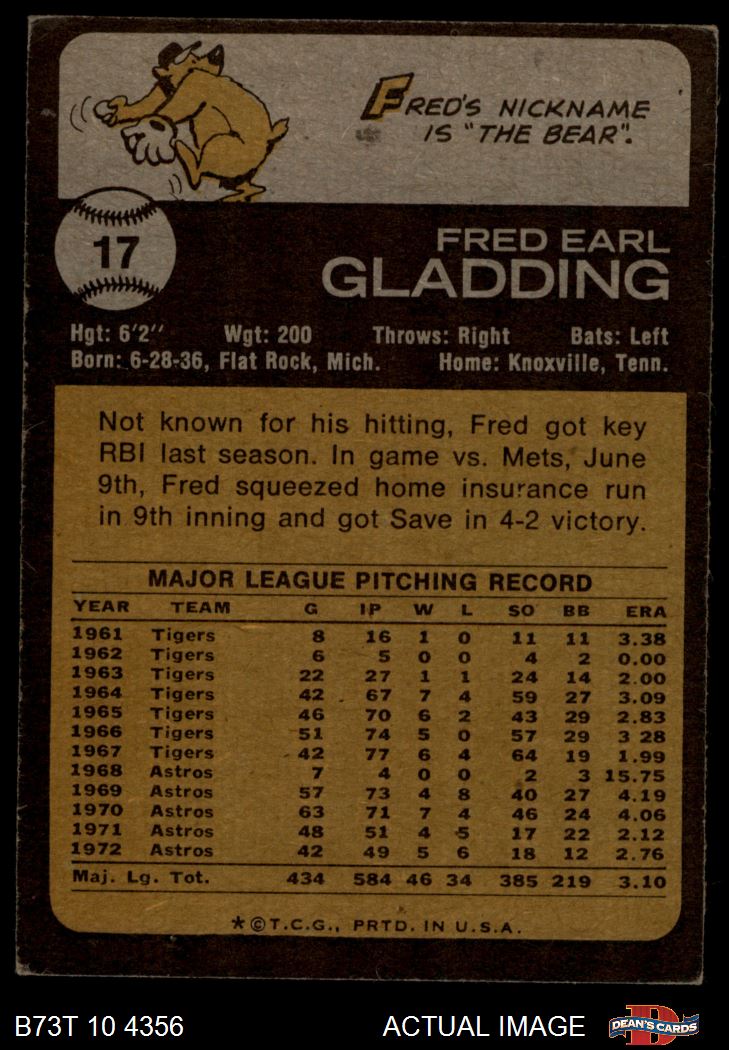 FRED'S NICKNAME
IS "THE BEAR".
17
FRED EARL
GLADDING
Hgt: 6'2" Wgt: 200 Throws: Right Bats: Left
Born: 6-28-36, Flat Rock, Mich. Home: Knoxville, Tenn.
Not known for his hitting, Fred got key
RBI last season. In game vs. Mets, June
9th, Fred squeezed home insurance run
in 9th inning and got Save in 4-2 victory.
MAJOR LEAGUE PITCHING RECORD
YEAR TEAM G IP W L SO BB ERA
1961 Tigers 8 16 1 0 11 11 3.38
1962 Tigers 6 5 0 0 4 2 0.00
1963 Tigers 22 27 1 1 24 14 2.00
1964 Tigers 42 67 7 4 59 27 3.09
1965 Tigers 46 70 6 2 43 29 2.83
1966 Tigers 51 74 5 0 57 29 3 28
1967 Tigers 42 77 6 4 64 19 1.99
1968 Astros 7 4 0 0 2 3 15.75
1969 Astros 57 73 4 8 40 27 4.19
1970 Astros 63 71 7 4 46 24 4.06
1971 Astros 48 51 4 5 17 22 2.12
1972 Astros 42 49 5 6 18 12 2.76
Maj. Lg. Tot. 434 584 46 34 385 219 3.10
*©T.C.G., PRTD. IN U.S.A.
B73T 10 4356 ACTUAL IMAGE DEAN'S CARDS